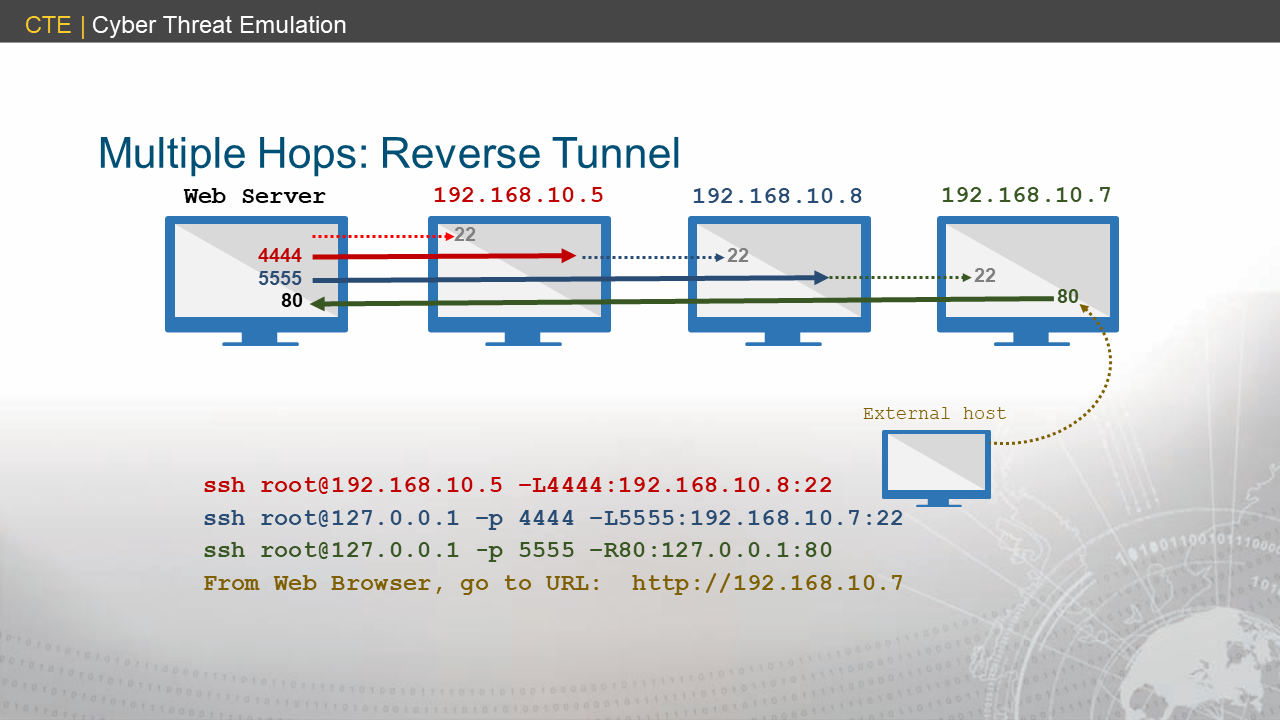 CTE | Cyber Threat Emulation
Multiple Hops: Reverse Tunnel
Web Server
192.168.10.5
192.168.10.8
192.168.10.7
22
4444
22
5555
22
80
80
External host
ssh root@192.168.10.5 –L4444:192.168.10.8:22
ssh root@127.0.0.1 –p 4444 –L5555:192.168.10.7:22
ssh root@127.0.0.1 -p 5555 –R80:127.0.0.1:80
From Web Browser, go to URL:  http://192.168.10.7